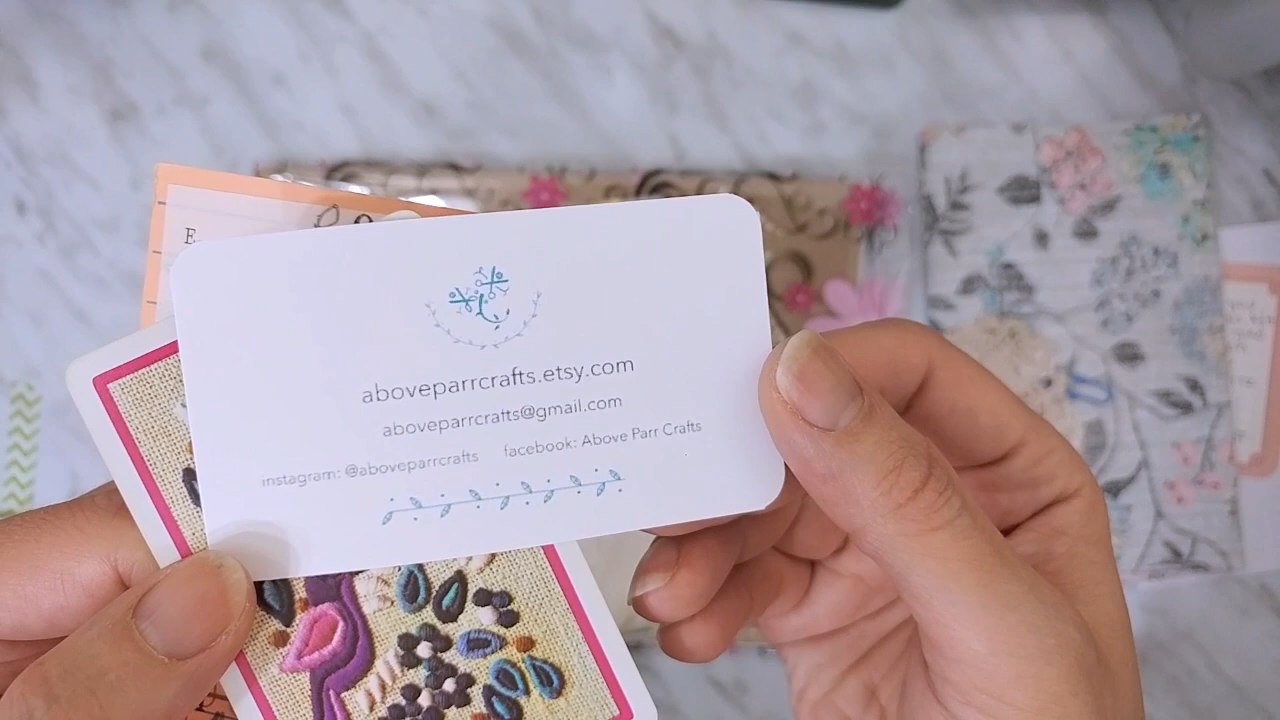 aboveparrcrafts.etsy.com
aboveparrcrafts@gmail.com
instagram: @aboveparrcrafts facebook: Above Parr Crafts